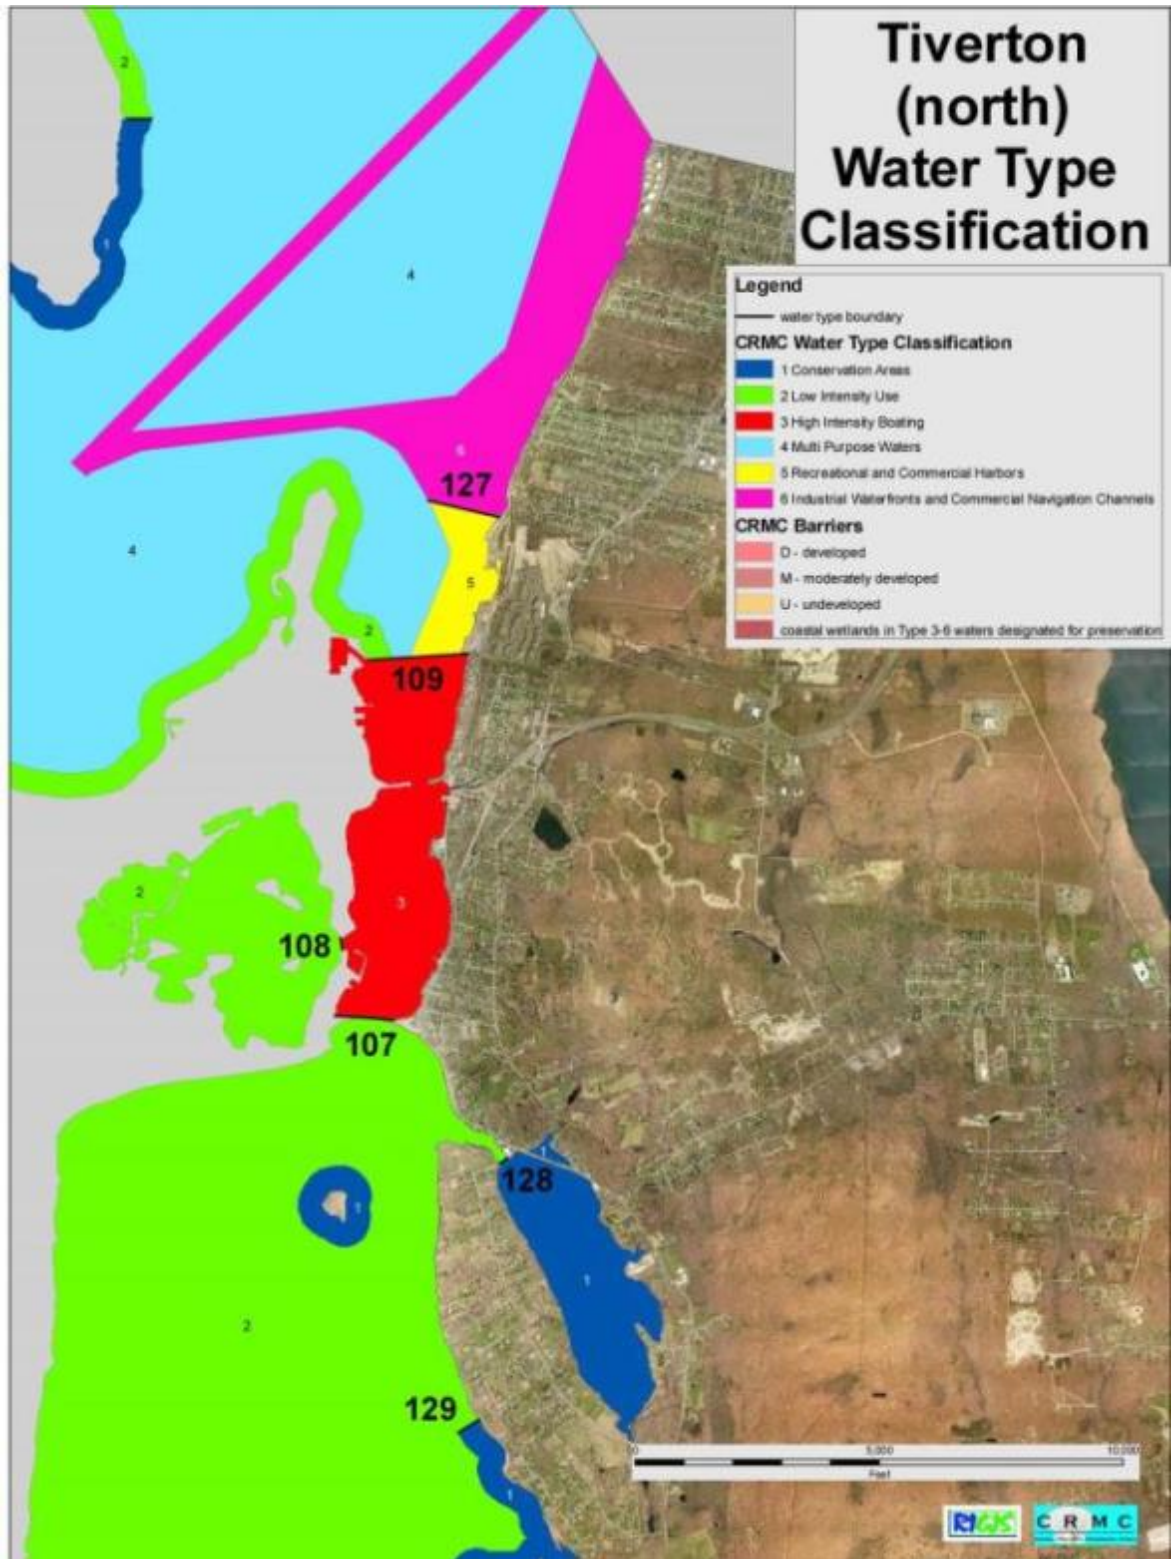 Tiverton
(north)
Water Type
Classification
Legend
water type boundary
CRMC Water Type Classification
1 Conservation Areas
2 Low Intensity Use
3 High Intensity Boating
4 Multi Purpose Waters
5 Recreational and Commercial Harbors
6 Industrial Waterfronts and Commercial Navigation Channels
CRMC Barriers
D - developed
M - moderately developed
U - undeveloped
coastal wetlands in Type 3-6 waters designated for preservation
2
1
4
6
127
4
5
2
109
2
3
108
107
1
128
1
1
2
129
1
0 5,000 10,000
Feet
RIGIS
CRMC